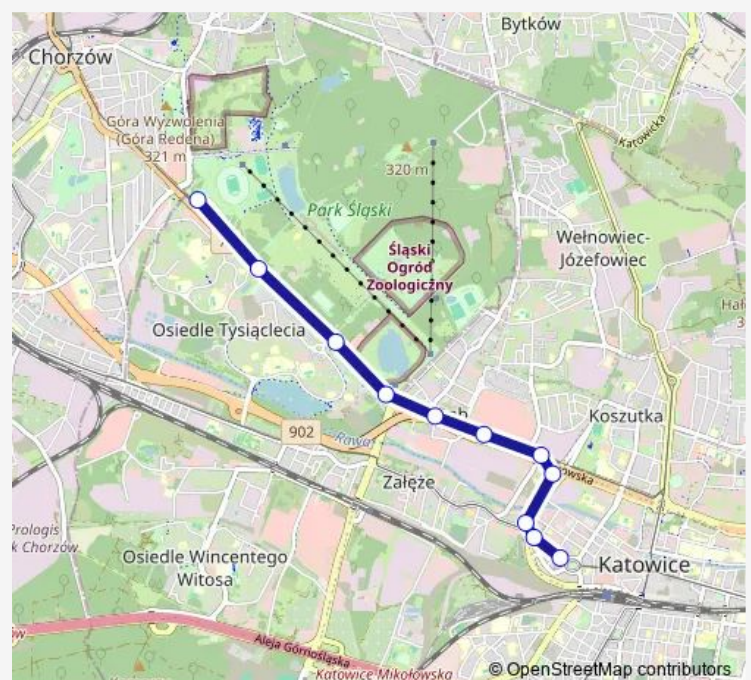 Bytków
Chorzów
Góra Wyzwolenia
(Góra Redena)
321 m
Katowicka
320 m
Park Śląski
Wełnowiec-
Józefowiec
Śląski
Ogród
Zoologiczny
Osiedle Tysiąclecia
Koszutka
902
Rawa
Załęże
Prologis
k Chorzów
Osiedle Wincentego
Witosa
Katowice
Aleja Górnośląska
Katowice Mikołowska
© OpenStreetMap contributors